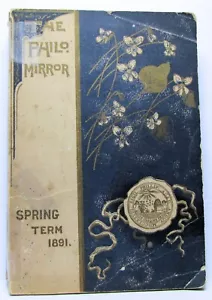 THE
PHILO
MIRROR
SPRING
TERM
1891.